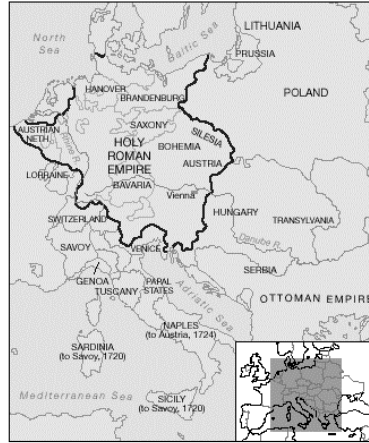 North
Sea
Baltic Sea
LITHUANIA
PRUSSIA
HANOVER
BRANDENBURG
POLAND
AUSTRIAN
NETH.
SAXONY
SILESIA
HOLY
ROMAN
EMPIRE
BOHEMIA
AUSTRIA
LORRAINE
BAVARIA
Vienna
SWITZERLAND
HUNGARY
TRANSYLVANIA
SAVOY
VENICE
Danube R.
SERBIA
GENOA
TUSCANY
PAPAL
STATES
Adriatic Sea
OTTOMAN EMPIRE
NAPLES
(to Austria, 1724)
SARDINIA
(to Savoy, 1720)
Mediterranean Sea
SICILY
(to Savoy, 1720)